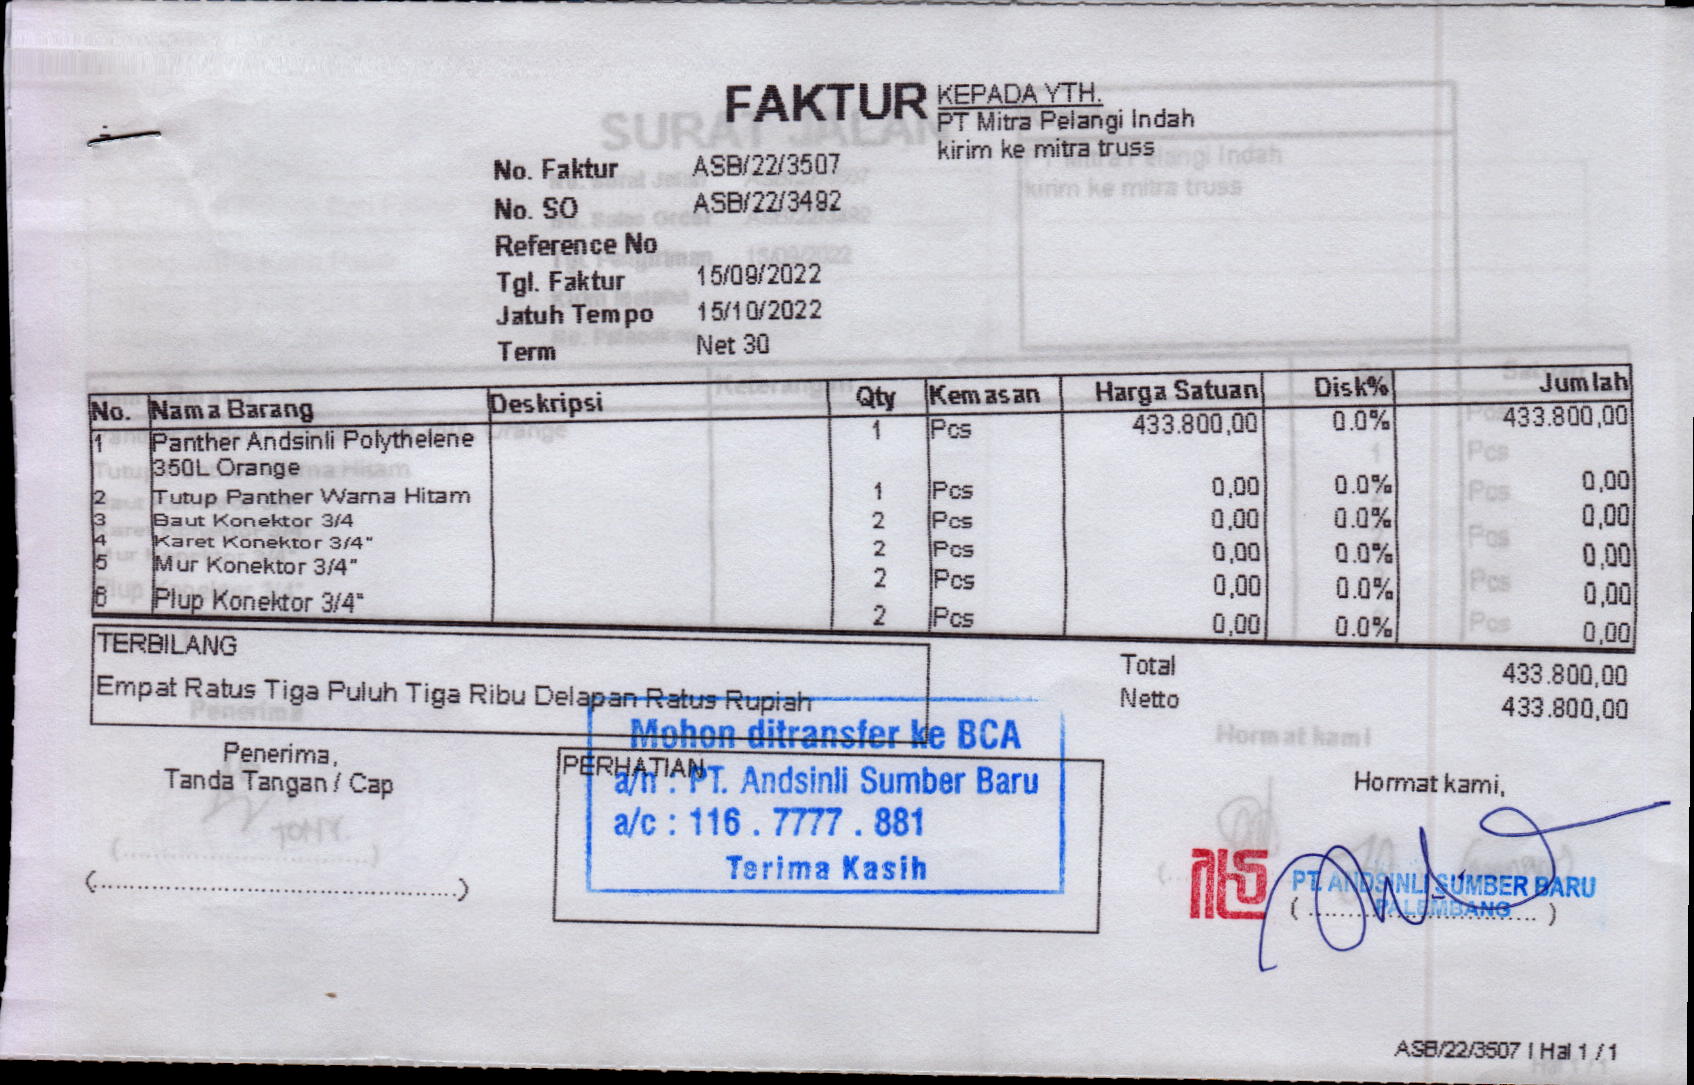 FAKTUR
KEPADA YTH.
PT Mitra Pelangi Indah
kirim ke mitra truss
No. Faktur ASB/22/3507
No. SO ASB/22/3492
Reference No
Tgl. Faktur 15/09/2022
Jatuh Tempo 15/10/2022
Term Net 30
No. Nama Barang Deskripsi Qty Kemasan Harga Satuan Disk% Jumlah
1 Panther Andsinli Polythelene 1 Pcs 433.800,00 0.0% 433.800,00
350L Orange
2 Tutup Panther Warna Hitam 1 Pcs 0,00 0.0% 0,00
3 Baut Konektor 3/4 2 Pcs 0,00 0.0% 0,00
4 Karet Konektor 3/4" 2 Pcs 0,00 0.0% 0,00
5 Mur Konektor 3/4" 2 Pcs 0,00 0.0% 0,00
6 Plup Konektor 3/4" 2 Pcs 0,00 0.0% 0,00
TERBILANG
Empat Ratus Tiga Puluh Tiga Ribu Delapan Ratus Rupiah
Total 433.800,00
Netto 433.800,00
Penerima,
Tanda Tangan / Cap
(..........)
PERHATIAN
Mohon ditransfer ke BCA
a/n : PT. Andsinli Sumber Baru
a/c : 116 . 7777 . 881
Terima Kasih
Hormat kami,
PT. ANDSINLI SUMBER BARU
PALEMBANG
(..........)
ASB/22/3507 | Hal 1 / 1